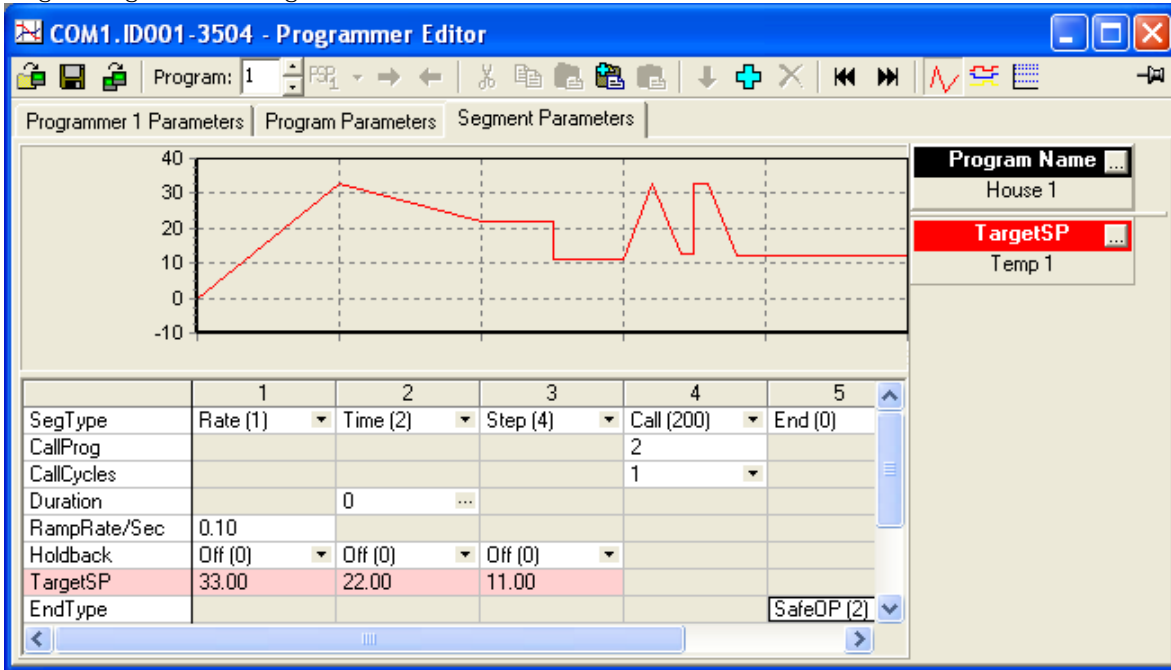 COM1.ID001-3504 - Programmer Editor
Program: 1 PSP1
Programmer 1 Parameters Program Parameters Segment Parameters
40
30
20
10
0
-10
Program Name ...
House 1
TargetSP ...
Temp 1
1 2 3 4 5
SegType Rate (1) Time (2) Step (4) Call (200) End (0)
CallProg 2
CallCycles 1
Duration 0 ...
RampRate/Sec 0.10
Holdback Off (0) Off (0) Off (0)
TargetSP 33.00 22.00 11.00
EndType SafeOP (2)